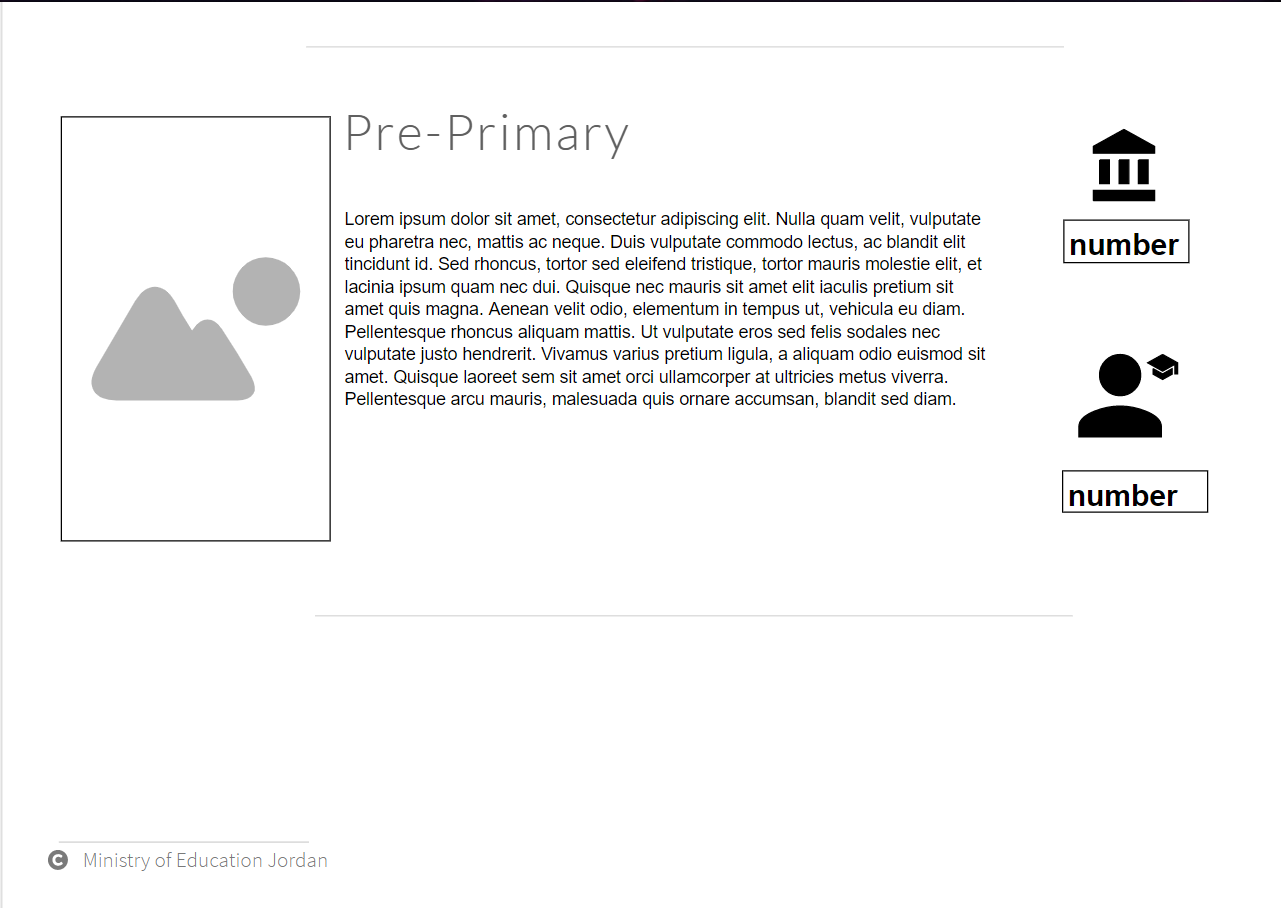 Pre-Primary
Lorem ipsum dolor sit amet, consectetur adipiscing elit. Nulla quam velit, vulputate
eu pharetra nec, mattis ac neque. Duis vulputate commodo lectus, ac blandit elit
tincidunt id. Sed rhoncus, tortor sed eleifend tristique, tortor mauris molestie elit, et
lacinia ipsum quam nec dui. Quisque nec mauris sit amet elit iaculis pretium sit
amet quis magna. Aenean velit odio, elementum in tempus ut, vehicula eu diam.
Pellentesque rhoncus aliquam mattis. Ut vulputate eros sed felis sodales nec
vulputate justo hendrerit. Vivamus varius pretium ligula, a aliquam odio euismod sit
amet. Quisque laoreet sem sit amet orci ullamcorper at ultricies metus viverra.
Pellentesque arcu mauris, malesuada quis ornare accumsan, blandit sed diam.
number
number
© Ministry of Education Jordan